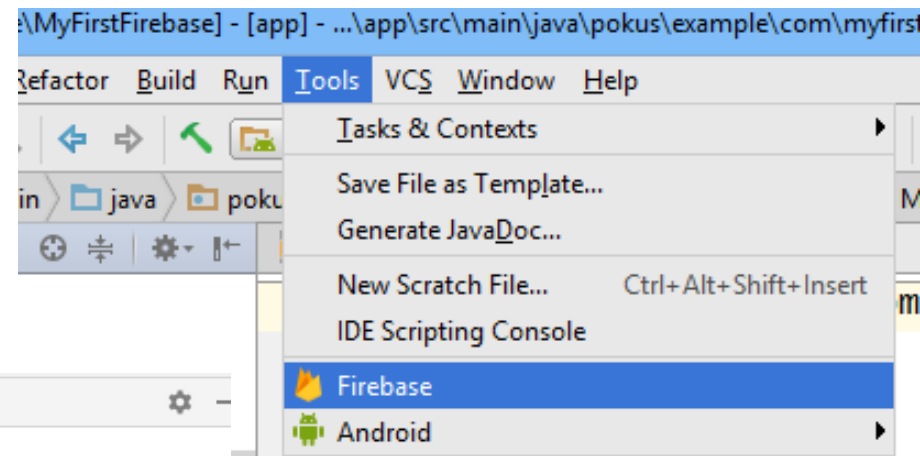 \MyFirstFirebase] - [app] - ...\app\src\main\java\pokus\example\com\myfirst
Refactor Build Run Tools VCS Window Help
Tasks & Contexts
in java poku
Save File as Template...
M
Generate JavaDoc...
New Scratch File... Ctrl+Alt+Shift+Insert
m
IDE Scripting Console
Firebase
Android